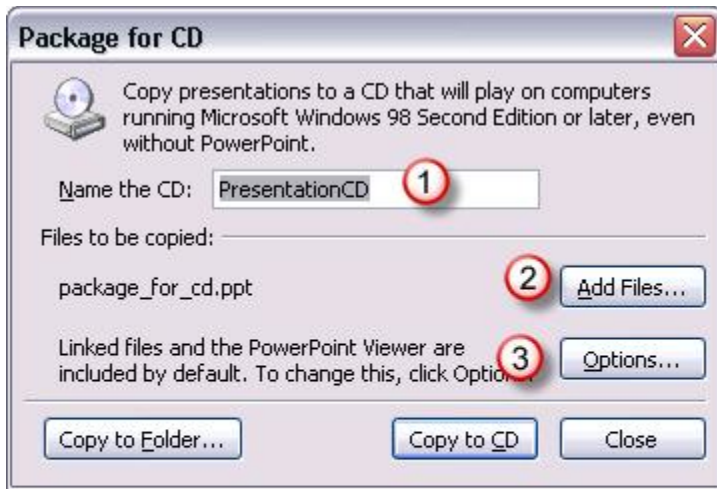 Package for CD
Copy presentations to a CD that will play on computers
running Microsoft Windows 98 Second Edition or later, even
without PowerPoint.
Name the CD: PresentationCD 1
Files to be copied:
package_for_cd.ppt 2 Add Files...
Linked files and the PowerPoint Viewer are
included by default. To change this, click Options. 3 Options...
Copy to Folder... Copy to CD Close